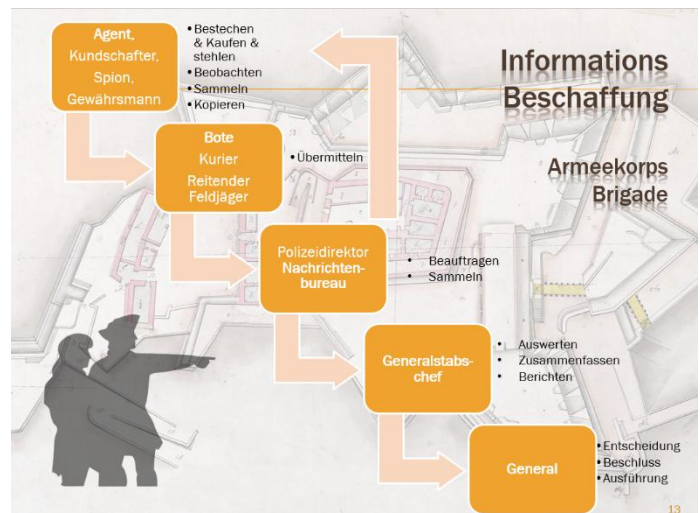 Informations
Beschaffung
Armeekorps
Brigade
Agent,
Kundschafter,
Spion,
Gewährsmann
•Bestechen
& Kaufen &
stehlen
•Beobachten
•Sammeln
•Kopieren
Bote
Kurier
Reitender
Feldjäger
•Übermitteln
Polizeidirektor
Nachrichten-
bureau
• Beauftragen
• Sammeln
Generalstabs-
chef
• Auswerten
• Zusammenfassen
• Berichten
General
•Entscheidung
•Beschluss
•Ausführung
13